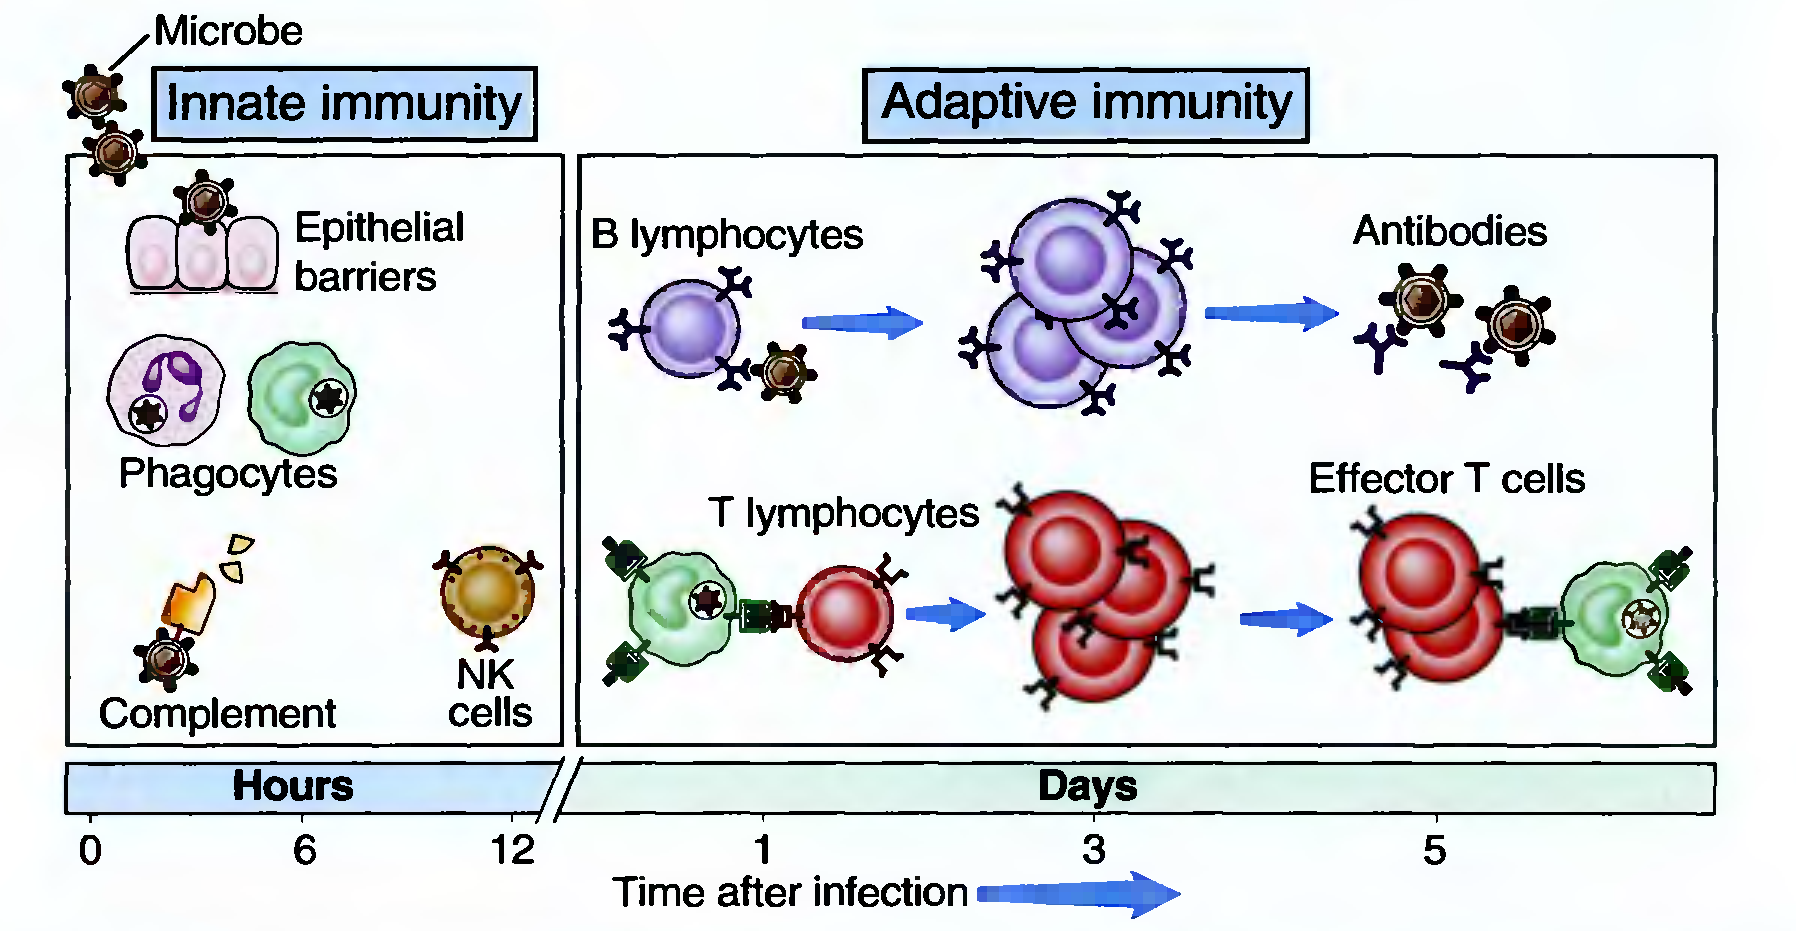 Microbe
Innate immunity
Adaptive immunity
Epithelial
barriers
Phagocytes
Complement
NK
cells
B lymphocytes
Antibodies
T lymphocytes
Effector T cells
Hours
Days
0
6
12
1
3
5
Time after infection